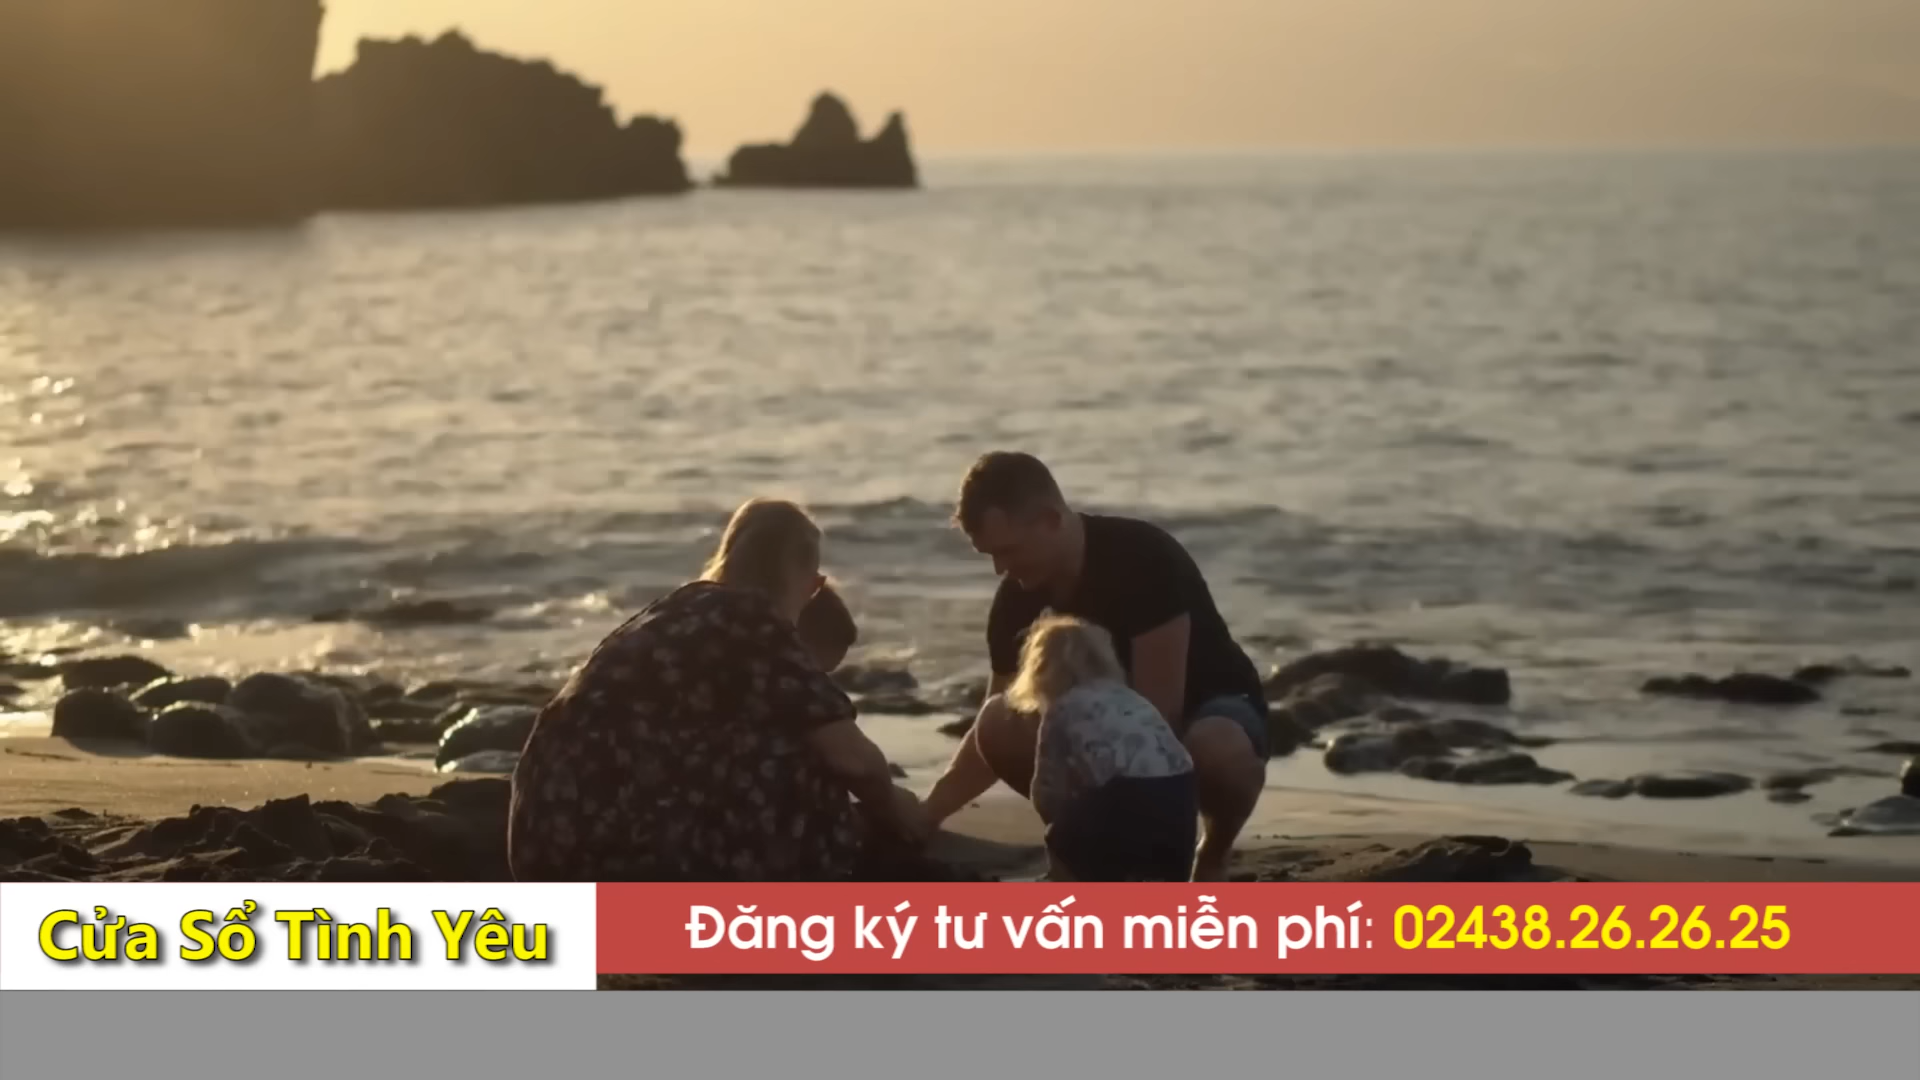 Cửa Sổ Tình Yêu
Đăng ký tư vấn miễn phí: 02438.26.26.25